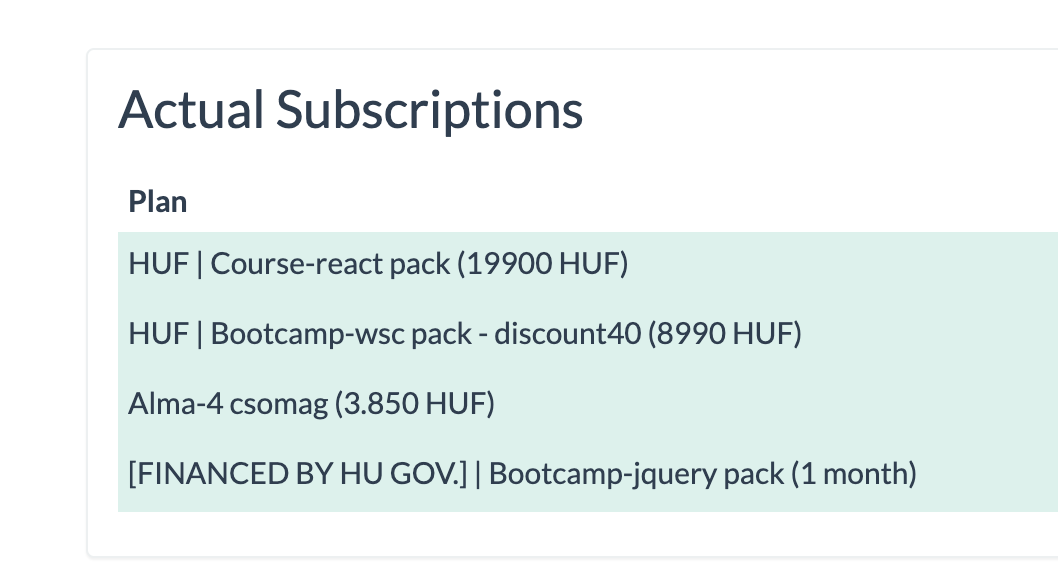 Actual Subscriptions
Plan
HUF | Course-react pack (19900 HUF)
HUF | Bootcamp-wsc pack - discount40 (8990 HUF)
Alma-4 csomag (3.850 HUF)
[FINANCED BY HU GOV.] | Bootcamp-jquery pack (1 month)